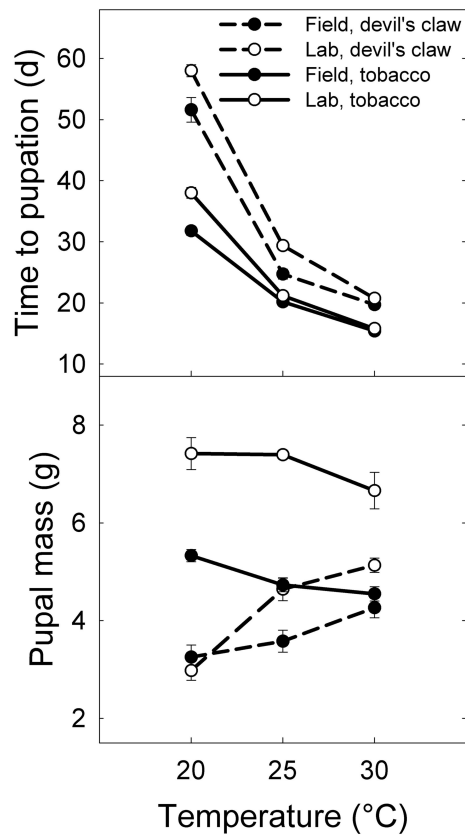 Field, devil's claw
Lab, devil's claw
Field, tobacco
Lab, tobacco
Time to pupation (d)
60
50
40
30
20
10
Pupal mass (g)
8
6
4
2
20 25 30
Temperature (°C)